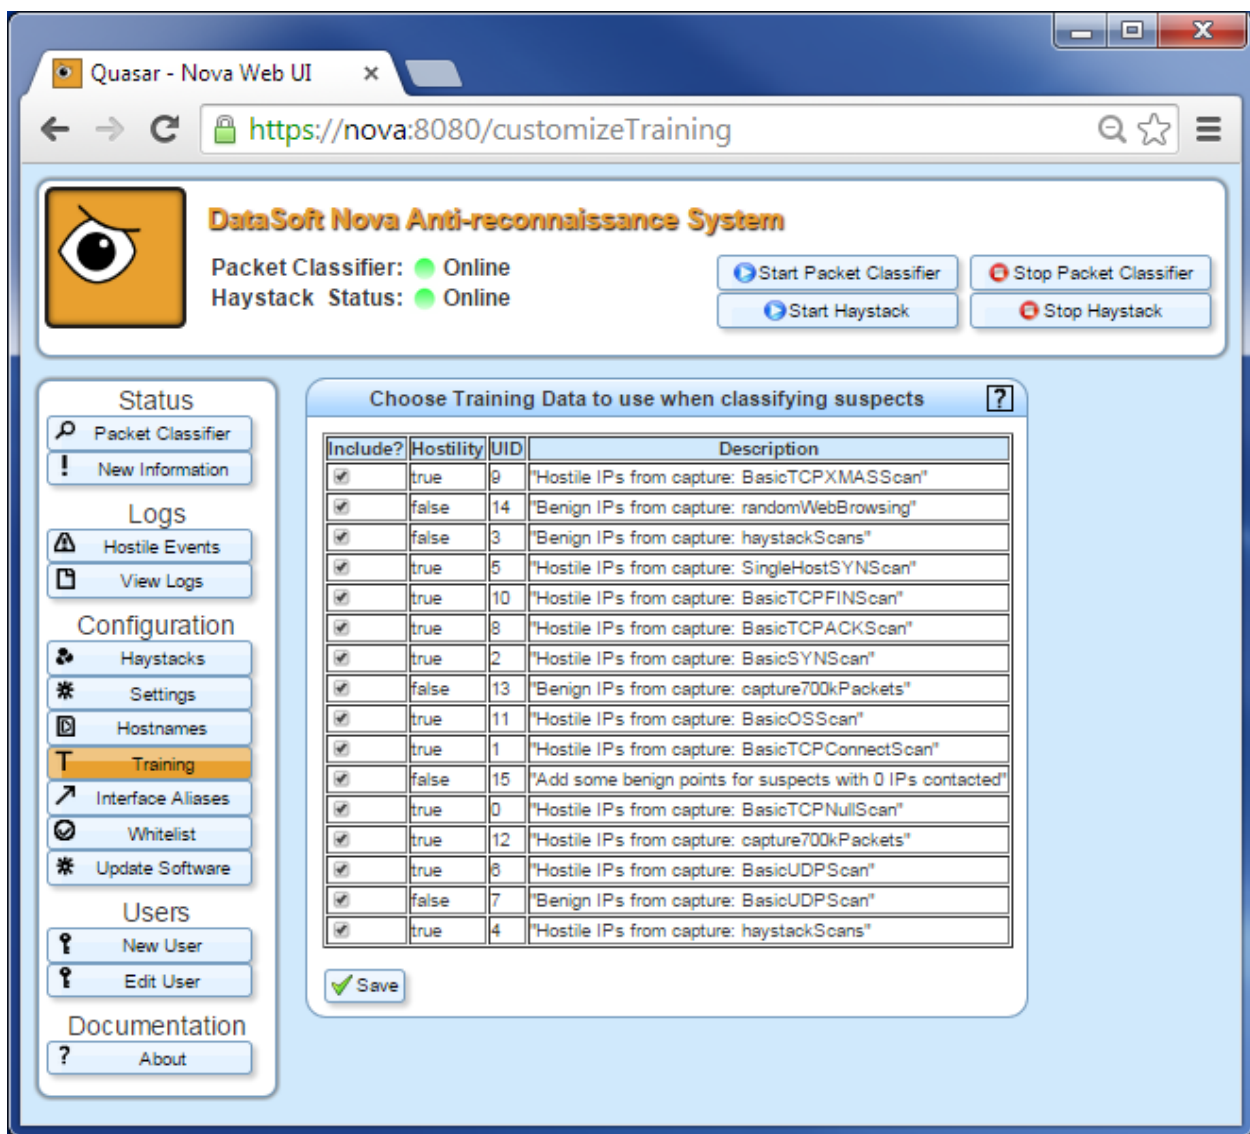 Quasar - Nova Web UI
https://nova:8080/customizeTraining
DataSoft Nova Anti-reconnaissance System
Packet Classifier: Online
Haystack Status: Online
Start Packet Classifier
Stop Packet Classifier
Start Haystack
Stop Haystack
Status
Packet Classifier
! New Information
Logs
Hostile Events
View Logs
Configuration
Haystacks
Settings
Hostnames
T Training
Interface Aliases
Whitelist
Update Software
Users
New User
Edit User
Documentation
? About
Choose Training Data to use when classifying suspects ?
Include? Hostility UID Description
true 9 "Hostile IPs from capture: BasicTCPXMASScan"
false 14 "Benign IPs from capture: randomWebBrowsing"
false 3 "Benign IPs from capture: haystackScans"
true 5 "Hostile IPs from capture: SingleHostSYNScan"
true 10 "Hostile IPs from capture: BasicTCPFINScan"
true 8 "Hostile IPs from capture: BasicTCPACKScan"
true 2 "Hostile IPs from capture: BasicSYNScan"
false 13 "Benign IPs from capture: capture700kPackets"
true 11 "Hostile IPs from capture: BasicOSScan"
true 1 "Hostile IPs from capture: BasicTCPConnectScan"
false 15 "Add some benign points for suspects with 0 IPs contacted"
true 0 "Hostile IPs from capture: BasicTCPNullScan"
true 12 "Hostile IPs from capture: capture700kPackets"
true 6 "Hostile IPs from capture: BasicUDPScan"
false 7 "Benign IPs from capture: BasicUDPScan"
true 4 "Hostile IPs from capture: haystackScans"
Save